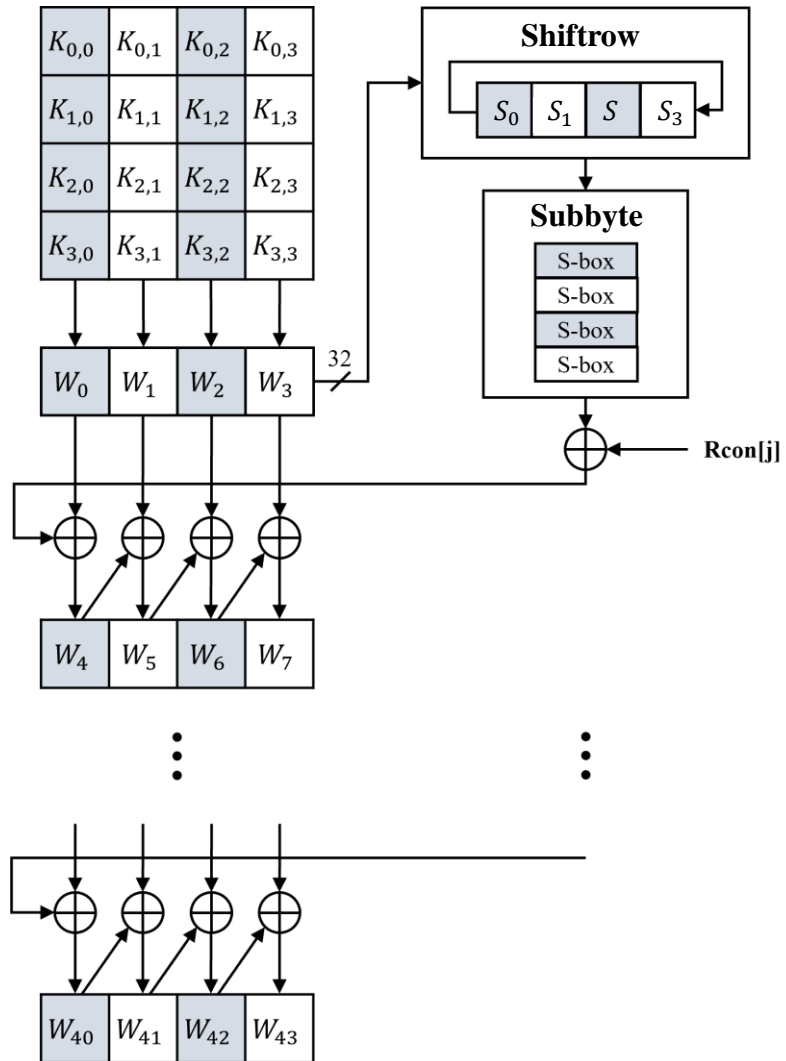 K0,0 K0,1 K0,2 K0,3
K1,0 K1,1 K1,2 K1,3
K2,0 K2,1 K2,2 K2,3
K3,0 K3,1 K3,2 K3,3
Shiftrow
S0 S1 S S3
Subbyte
S-box
S-box
S-box
S-box
W0 W1 W2 W3
32
Rcon[j]
W4 W5 W6 W7
W40 W41 W42 W43